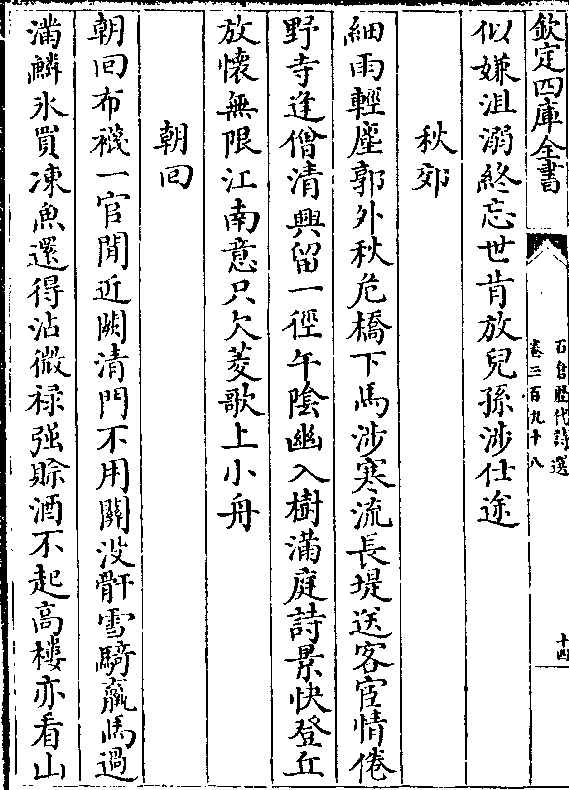 欽定四庫全書
石倉歷代詩選
卷三百九十八
十四
似嫌沮溺終忘世肯放兒孫涉仕途
秋郊
細雨輕塵郭外秋危橋下馬涉寒流長堤送客宦情倦
野寺逢僧清興留一徑午陰幽入樹滿庭詩景快登丘
放懷無限江南意只欠菱歌上小舟
朝回
朝回布襪一官閒近闕清門不用關没骭雪騎羸馬過
滿鱗氷買凍魚還得沾微禄强賒酒不起高樓亦看山